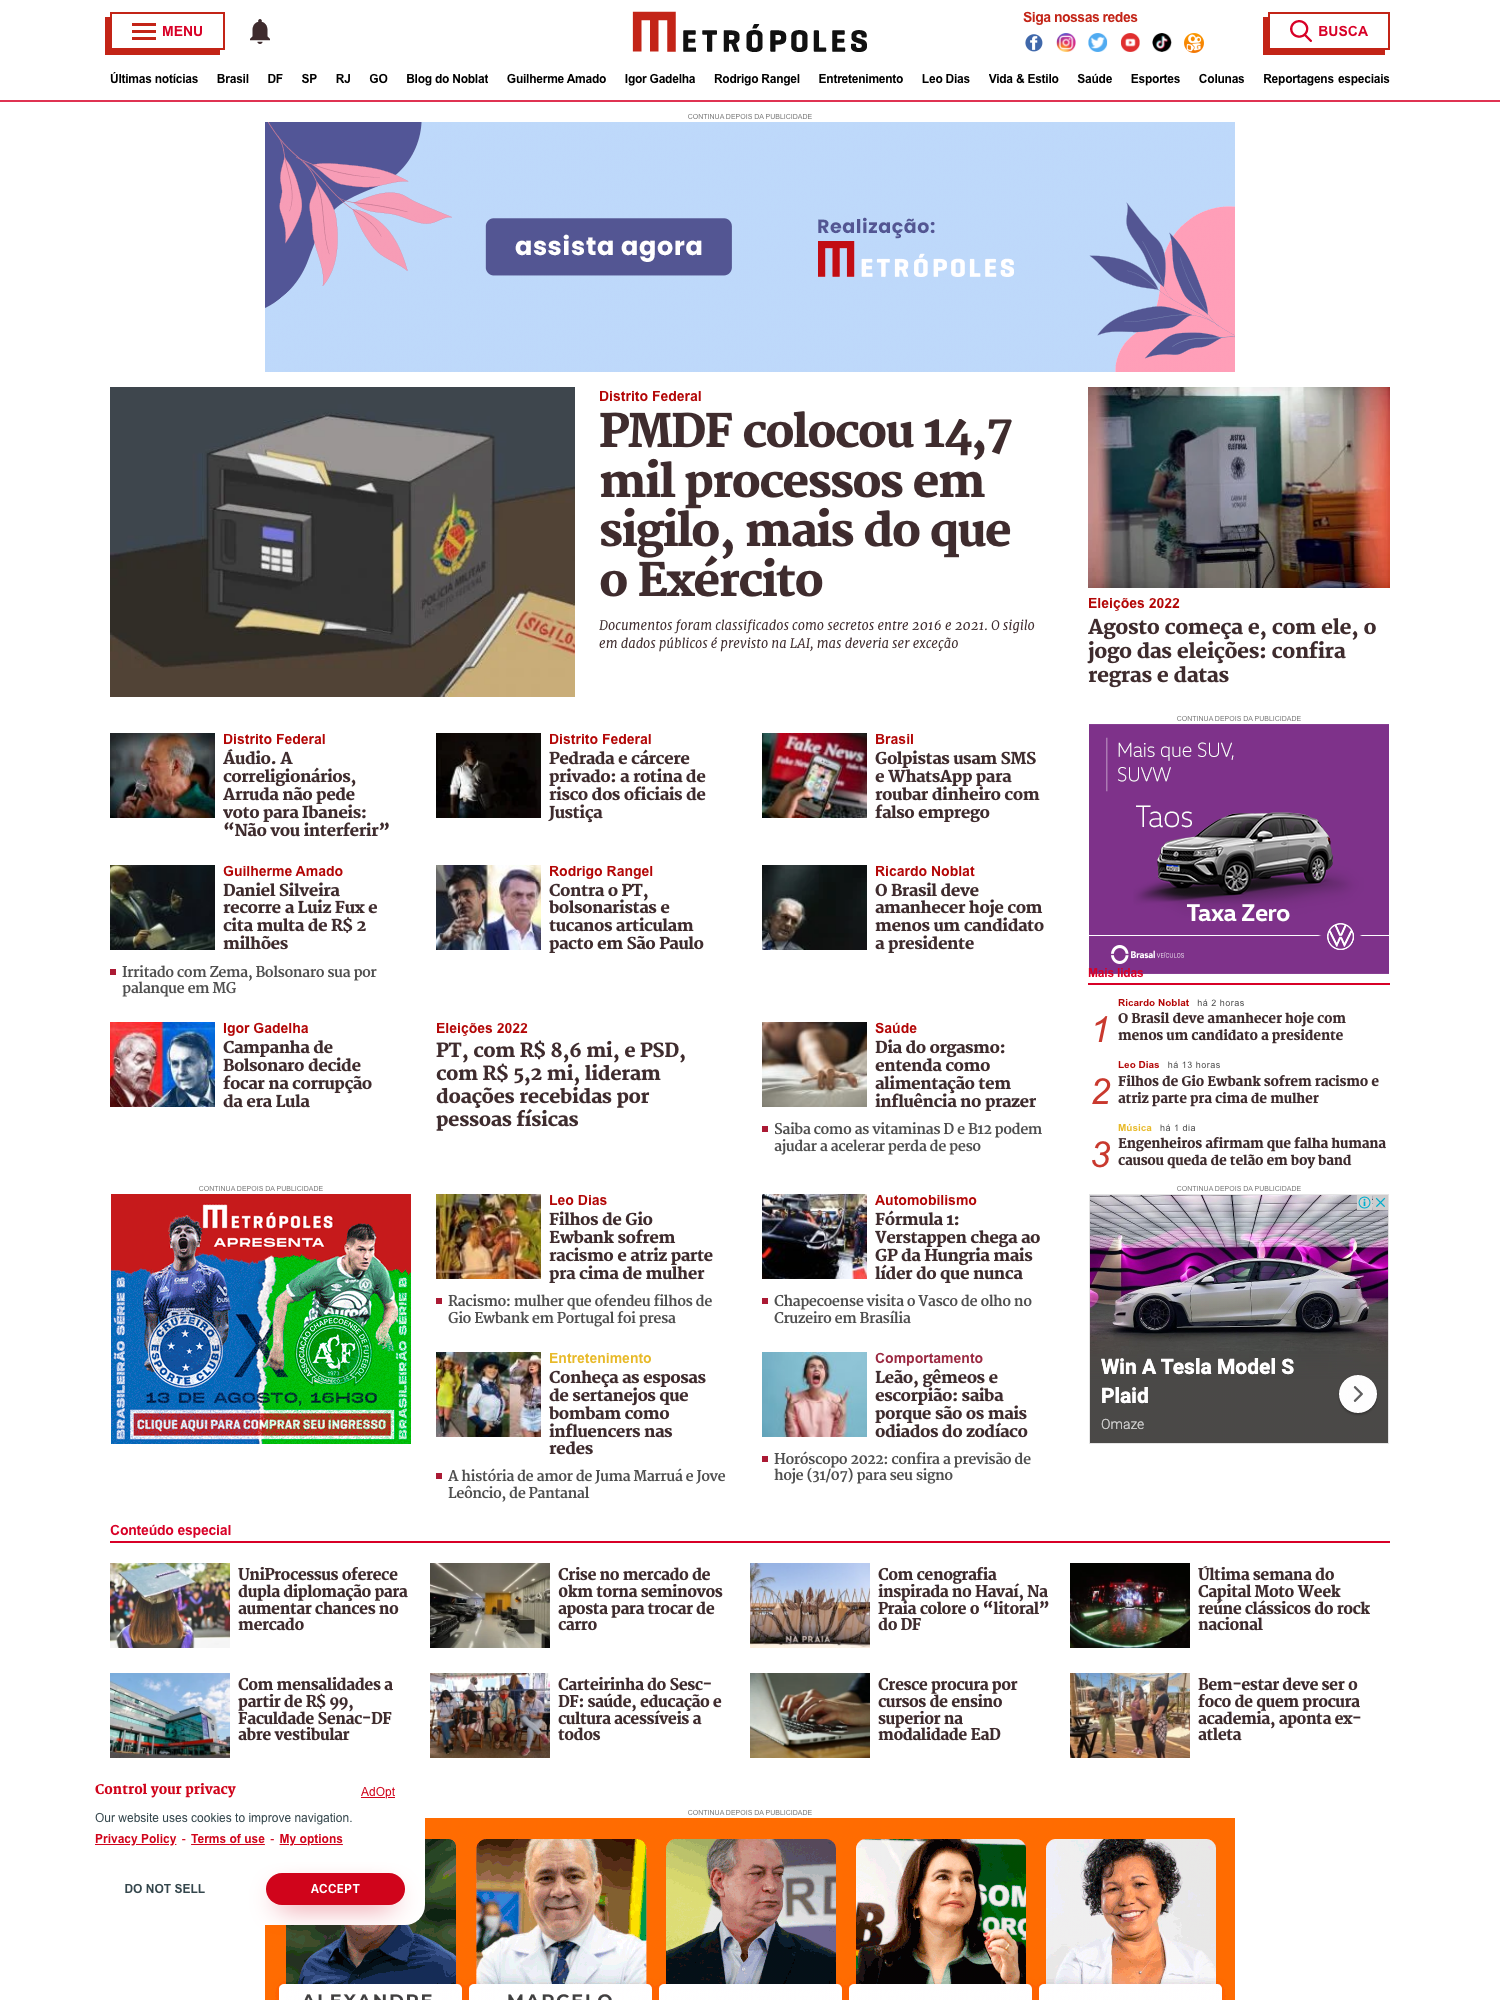 MENU
METRÓPOLES
Siga nossas redes
BUSCA
Últimas notícias Brasil DF SP RJ GO Blog do Noblat Guilherme Amado Igor Gadelha Rodrigo Rangel Entretenimento Leo Dias Vida & Estilo Saúde Esportes Colunas Reportagens especiais
CONTINUA DEPOIS DA PUBLICIDADE
assista agora
Realização:
METRÓPOLES
POLÍCIA MILITAR
DISTRITO FEDERAL
SIGILO
Distrito Federal
PMDF colocou 14,7
mil processos em
sigilo, mais do que
o Exército
Documentos foram classificados como secretos entre 2016 e 2021. O sigilo
em dados públicos é previsto na LAI, mas deveria ser exceção
JUSTIÇA
ELEITORAL
Eleições 2022
Agosto começa e, com ele, o
jogo das eleições: confira
regras e datas
Distrito Federal
Áudio. A
correligionários,
Arruda não pede
voto para Ibaneis:
“Não vou interferir”
Distrito Federal
Pedrada e cárcere
privado: a rotina de
risco dos oficiais de
Justiça
Fake News
Brasil
Golpistas usam SMS
e WhatsApp para
roubar dinheiro com
falso emprego
CONTINUA DEPOIS DA PUBLICIDADE
Mais que SUV,
SUVW
Taos
Taxa Zero
Brasal VEÍCULOS
Guilherme Amado
Daniel Silveira
recorre a Luiz Fux e
cita multa de R$ 2
milhões
Irritado com Zema, Bolsonaro sua por
palanque em MG
Rodrigo Rangel
Contra o PT,
bolsonaristas e
tucanos articulam
pacto em São Paulo
Ricardo Noblat
O Brasil deve
amanhecer hoje com
menos um candidato
a presidente
Mais lidas
1
Ricardo Noblat há 2 horas
O Brasil deve amanhecer hoje com
menos um candidato a presidente
2
Leo Dias há 13 horas
Filhos de Gio Ewbank sofrem racismo e
atriz parte pra cima de mulher
3
Música há 1 dia
Engenheiros afirmam que falha humana
causou queda de telão em boy band
Igor Gadelha
Campanha de
Bolsonaro decide
focar na corrupção
da era Lula
Eleições 2022
PT, com R$ 8,6 mi, e PSD,
com R$ 5,2 mi, lideram
doações recebidas por
pessoas físicas
Saúde
Dia do orgasmo:
entenda como
alimentação tem
influência no prazer
Saiba como as vitaminas D e B12 podem
ajudar a acelerar perda de peso
CONTINUA DEPOIS DA PUBLICIDADE
METRÓPOLES
APRESENTA
BRASILEIRÃO SÉRIE B
CRUZEIRO
ESPORTE CLUBE
X
ASSOCIAÇÃO CHAPECOENSE DE FUTEBOL
ACF
BRASILEIRÃO SÉRIE B
13 DE AGOSTO, 16H30
CLIQUE AQUI PARA COMPRAR SEU INGRESSO
Leo Dias
Filhos de Gio
Ewbank sofrem
racismo e atriz parte
pra cima de mulher
Racismo: mulher que ofendeu filhos de
Gio Ewbank em Portugal foi presa
Automobilismo
Fórmula 1:
Verstappen chega ao
GP da Hungria mais
líder do que nunca
Chapecoense visita o Vasco de olho no
Cruzeiro em Brasília
CONTINUA DEPOIS DA PUBLICIDADE
Win A Tesla Model S
Plaid
Omaze
Entretenimento
Conheça as esposas
de sertanejos que
bombam como
influencers nas
redes
A história de amor de Juma Marruá e Jove
Leôncio, de Pantanal
Comportamento
Leão, gêmeos e
escorpião: saiba
porque são os mais
odiados do zodíaco
Horóscopo 2022: confira a previsão de
hoje (31/07) para seu signo
Conteúdo especial
UniProcessus oferece
dupla diplomação para
aumentar chances no
mercado
Crise no mercado de
0km torna seminovos
aposta para trocar de
carro
NA PRAIA
Com cenografia
inspirada no Havaí, Na
Praia colore o “litoral”
do DF
Última semana do
Capital Moto Week
reúne clássicos do rock
nacional
Com mensalidades a
partir de R$ 99,
Faculdade Senac-DF
abre vestibular
Carteirinha do Sesc-
DF: saúde, educação e
cultura acessíveis a
todos
Cresce procura por
cursos de ensino
superior na
modalidade EaD
Bem-estar deve ser o
foco de quem procura
academia, aponta ex-
atleta
Control your privacy
AdOpt
Our website uses cookies to improve navigation.
Privacy Policy - Terms of use - My options
DO NOT SELL
ACCEPT
CONTINUA DEPOIS DA PUBLICIDADE
ALEXANDRE
MARCELO